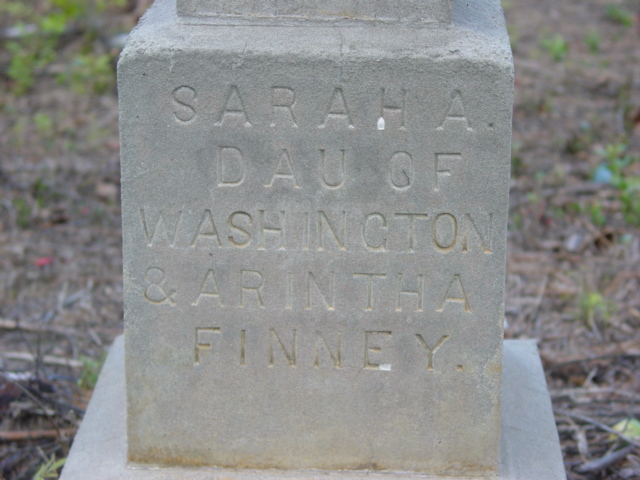 SARAH A.
DAU OF
WASHINGTON
& ARINTHA
FINNEY.